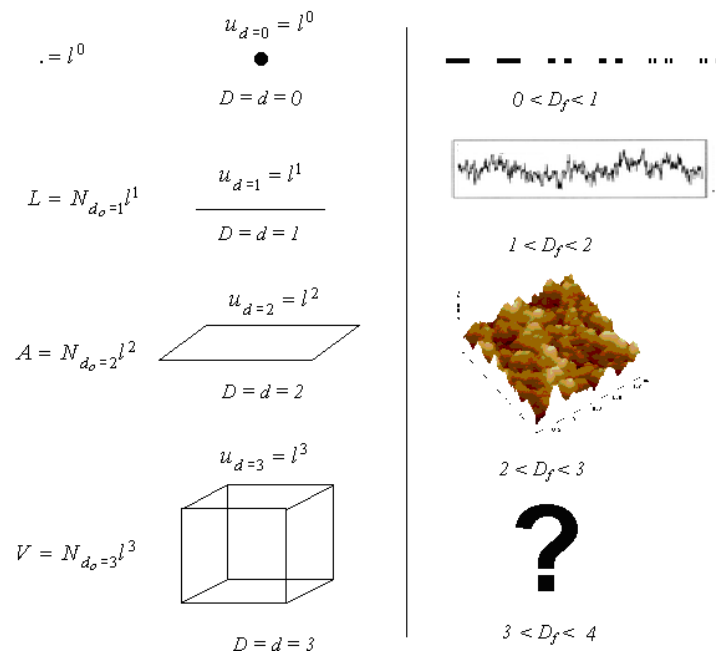 u_{d=0} = l^0
. = l^0
D = d = 0
0 < D_f < 1
u_{d=1} = l^1
L = N_{d_o=1} l^1
D = d = 1
1 < D_f < 2
u_{d=2} = l^2
A = N_{d_o=2} l^2
D = d = 2
2 < D_f < 3
u_{d=3} = l^3
V = N_{d_o=3} l^3
?
D = d = 3
3 < D_f < 4